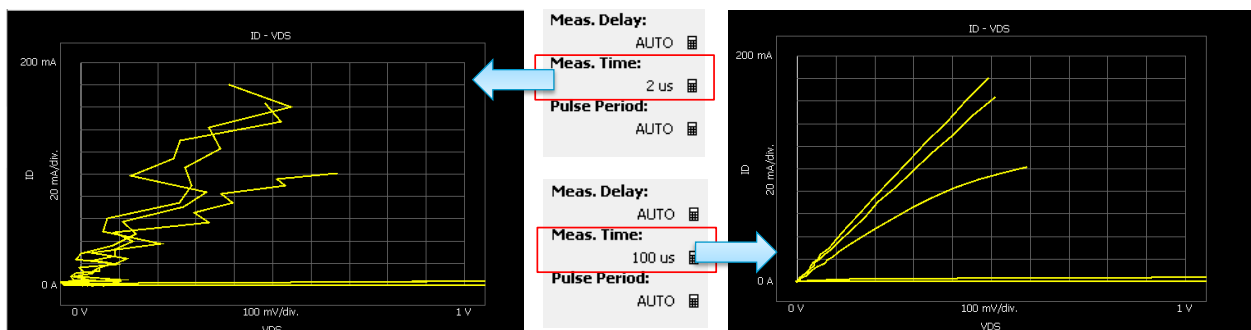 ID - VDS
200 mA
ID
20 mA/div.
0 A
0 V
100 mV/div.
1 V
VDS
Meas. Delay:
AUTO
Meas. Time:
2 us
Pulse Period:
AUTO
Meas. Delay:
AUTO
Meas. Time:
100 us
Pulse Period:
AUTO
ID - VDS
200 mA
ID
20 mA/div.
0 A
0 V
100 mV/div.
1 V
VDS